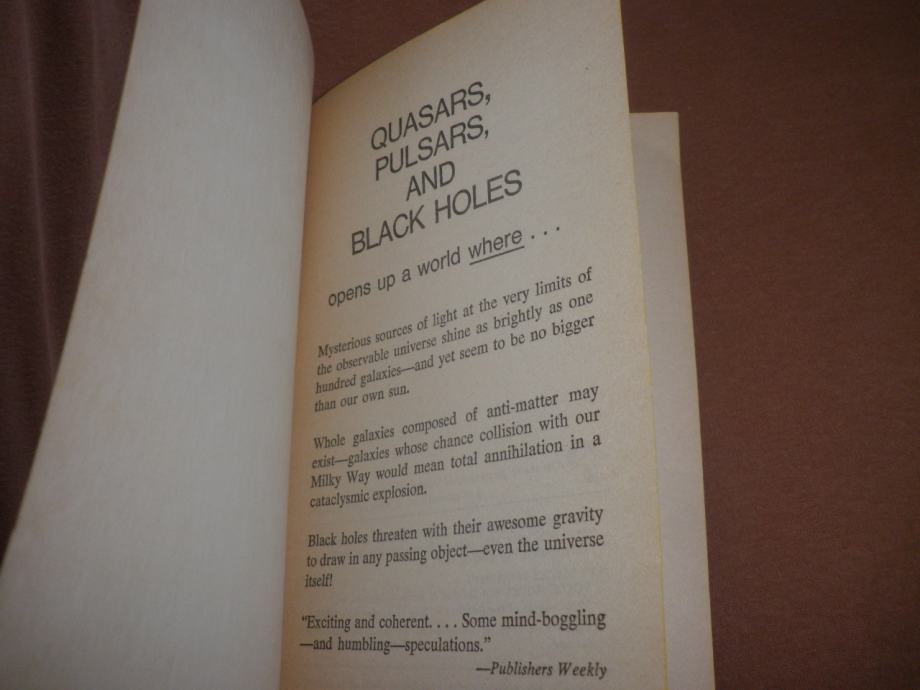 QUASARS,
PULSARS,
AND
BLACK HOLES
opens up a world where . . .
Mysterious sources of light at the very limits of
the observable universe shine as brightly as one
hundred galaxies—and yet seem to be no bigger
than our own sun.
Whole galaxies composed of anti-matter may
exist—galaxies whose chance collision with our
Milky Way would mean total annihilation in a
cataclysmic explosion.
Black holes threaten with their awesome gravity
to draw in any passing object—even the universe
itself!
“Exciting and coherent. . . . Some mind-boggling
—and humbling—speculations.”
—Publishers Weekly